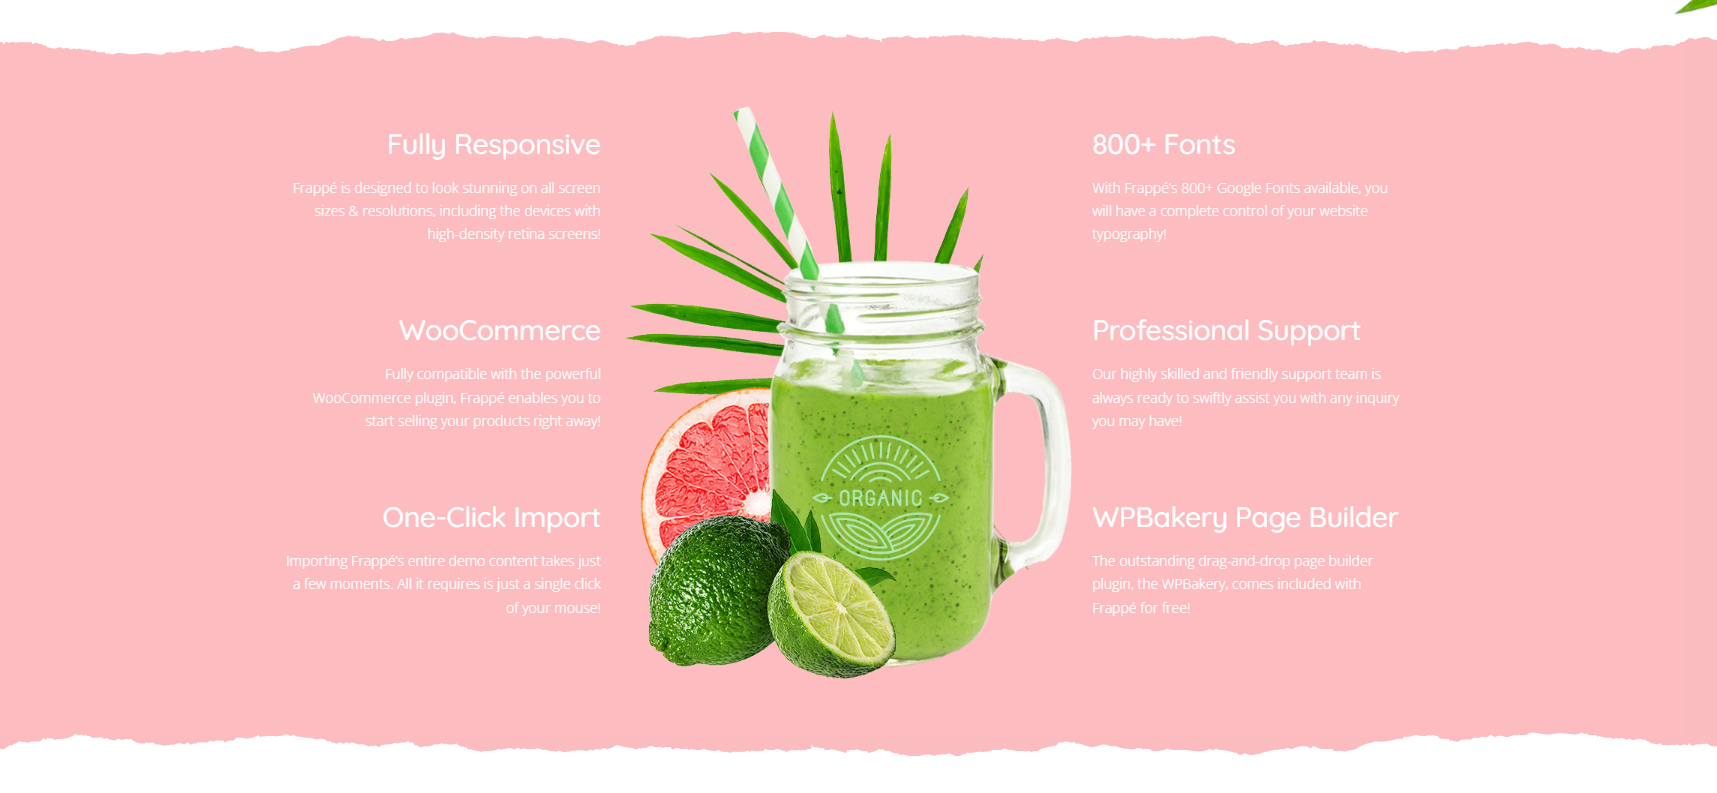 Fully Responsive
Frappé is designed to look stunning on all screen
sizes & resolutions, including the devices with
high-density retina screens!
WooCommerce
Fully compatible with the powerful
WooCommerce plugin, Frappé enables you to
start selling your products right away!
One-Click Import
Importing Frappé's entire demo content takes just
a few moments. All it requires is just a single click
of your mouse!
ORGANIC
800+ Fonts
With Frappé's 800+ Google Fonts available, you
will have a complete control of your website
typography!
Professional Support
Our highly skilled and friendly support team is
always ready to swiftly assist you with any inquiry
you may have!
WPBakery Page Builder
The outstanding drag-and-drop page builder
plugin, the WPBakery, comes included with
Frappé for free!